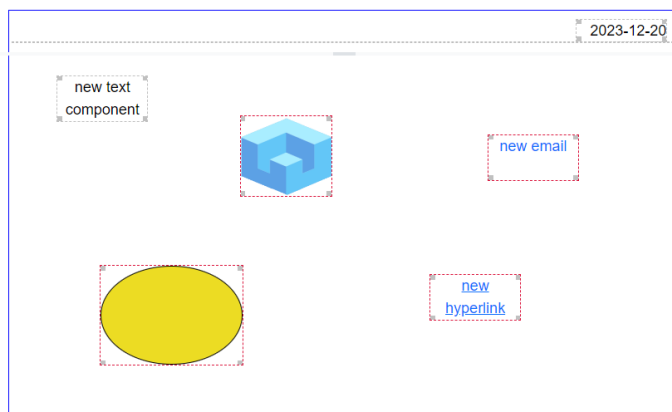 2023-12-20
new text
component
new email
new
hyperlink